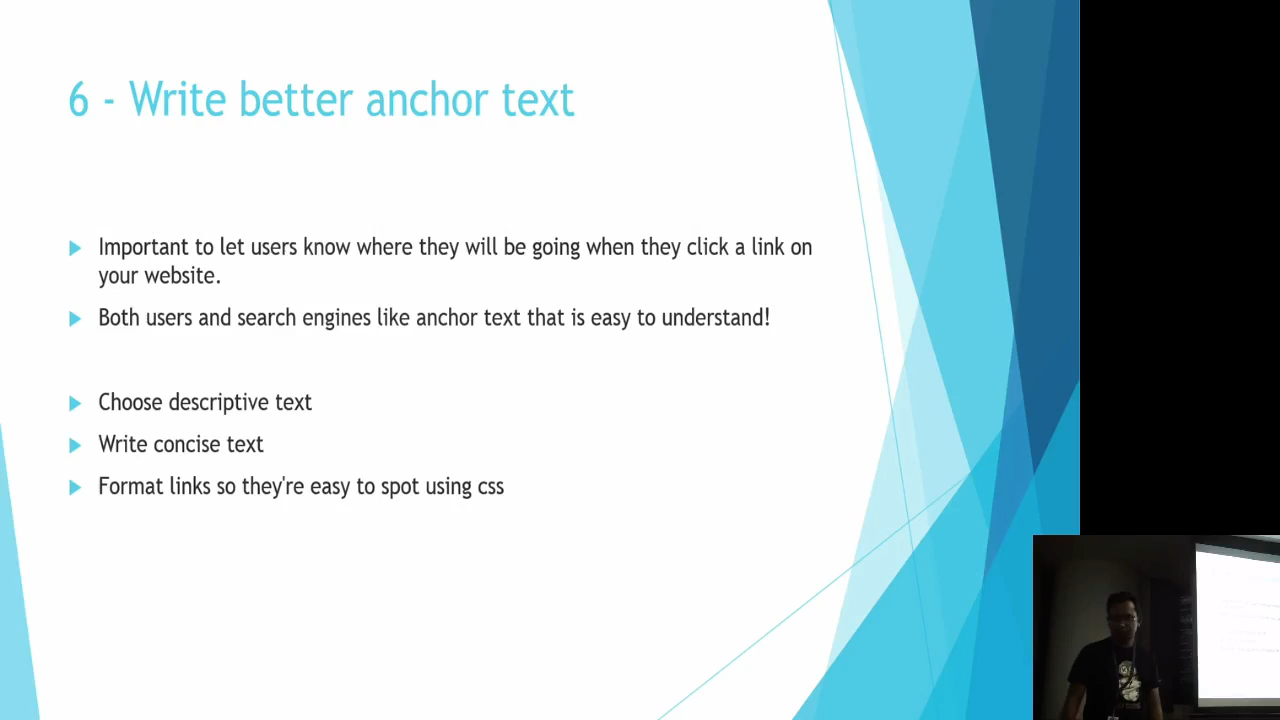 6 - Write better anchor text
Important to let users know where they will be going when they click a link on
your website.
Both users and search engines like anchor text that is easy to understand!
Choose descriptive text
Write concise text
Format links so they're easy to spot using css